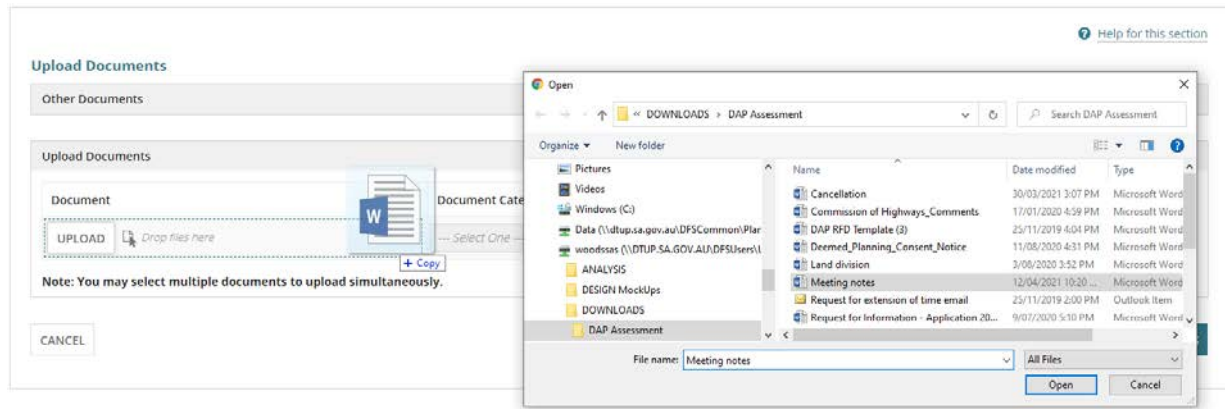 Help for this section
Upload Documents
Other Documents
Upload Documents
Document
Document Cate
UPLOAD
Drop files here
--- Select One ---
W
+ Copy
Note: You may select multiple documents to upload simultaneously.
CANCEL
Open
« DOWNLOADS > DAP Assessment
Search DAP Assessment
Organize
New folder
Pictures
Videos
Windows (C:)
Data (\\dtup.sa.gov.au\DFSCommon\Plar
woodssas (\\DTUP.SA.GOV.AU\DFSUsers\
ANALYSIS
DESIGN MockUps
DOWNLOADS
DAP Assessment
Name Date modified Type
Cancellation 30/03/2021 3:07 PM Microsoft Word
Commission of Highways_Comments 17/01/2020 4:59 PM Microsoft Word
DAP RFD Template (3) 25/11/2019 4:04 PM Microsoft Word
Deemed_Planning_Consent_Notice 11/08/2020 4:31 PM Microsoft Word
Land division 3/08/2020 3:52 PM Microsoft Word
Meeting notes 12/04/2021 10:20 ... Microsoft Word
Request for extension of time email 25/11/2019 2:00 PM Outlook Item
Request for Information - Application 20... 9/07/2020 5:10 PM Microsoft Word
File name: Meeting notes
All Files
Open
Cancel